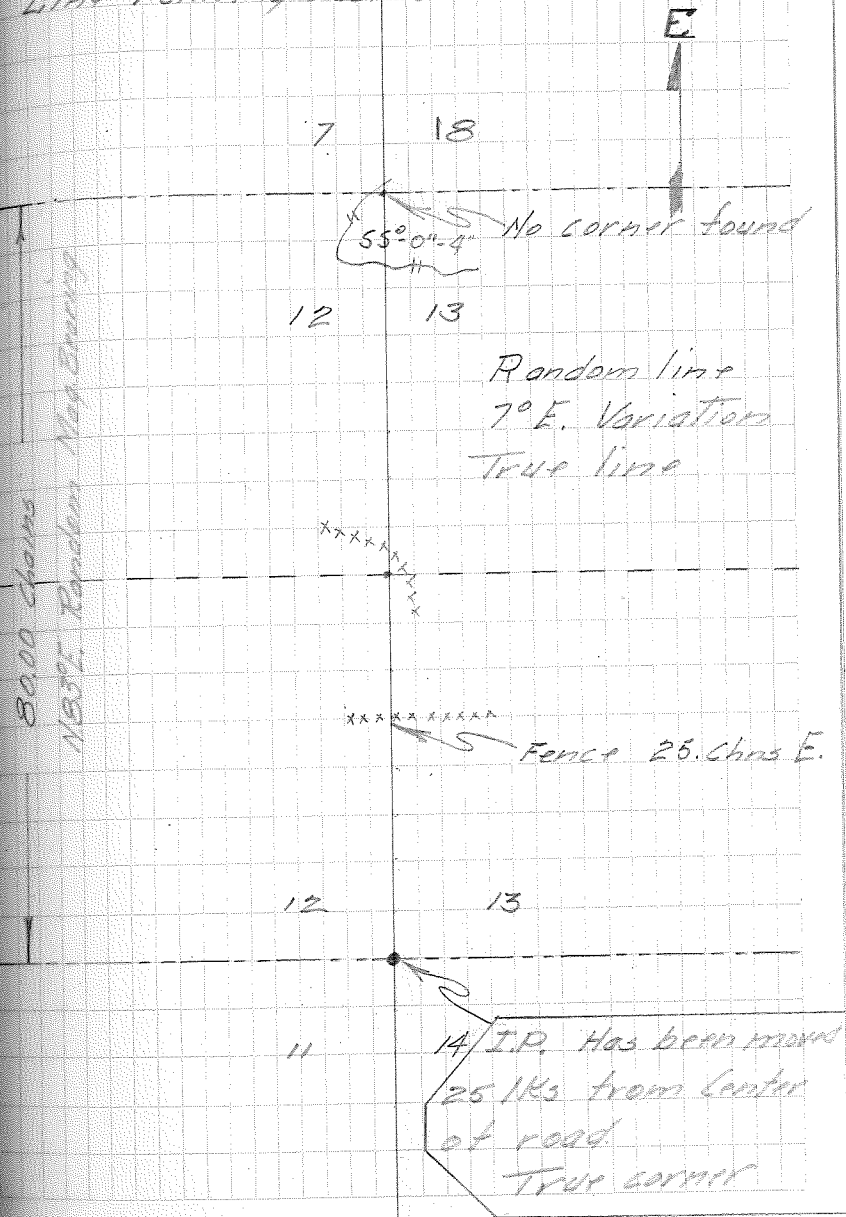 E
7 18
55°-0"-4" No corner found
12 13
Random line
7° E. Variation
True line
80.00 Chains
N83°E Random Mag. Bearing
Fence 25. Chns E.
12 13
11 14 I.P. Has been moved
25 lks from Center
of road
True corner